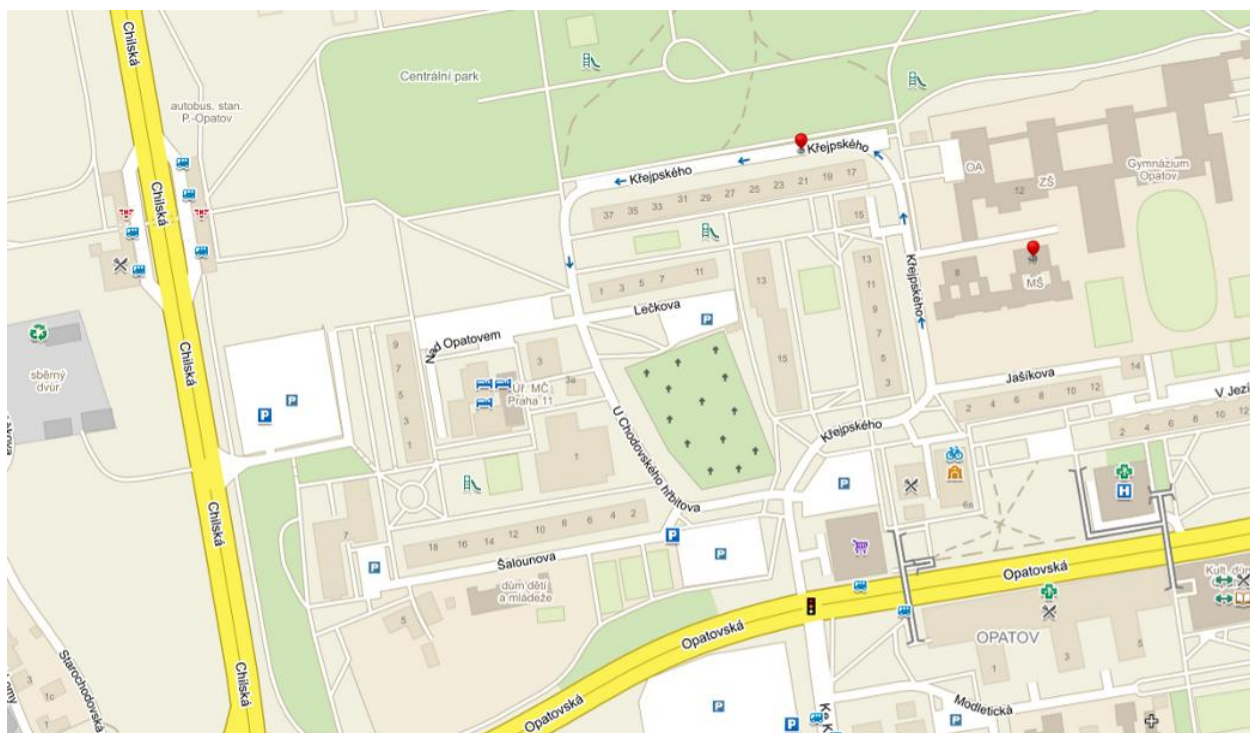 Chilská
Centrální park
autobus. stan.
P.-Opatov
Křejpského
Křejpského
OA
ZŠ
12
Gymnázium
Opatov
37 35 33 31 29 27 25 23 21 19 17
15
Chilská
8
MŠ
Křejpského
1 3 5 7 11
13
13
11
9
7
5
3
Lečkova
P
15
Nad Opatovem
9
7
5
3
1
3
3a
Úř. MČ
Praha 11
sběrný
dvůr
Chilská
P
P
U Chodovského hřbitova
Jašíkova
14
2 4 6 8 10 12
V Jezí
2 4 6 8 10 12
Křejpského
1
P
H
6a
7
18 16 14 12 10 8 6 4 2
P
Šalounova
P
P
dům dětí
a mládeže
5
Chilská
Opatovská
Kult. dům
Opatovská
OPATOV
1
3
5
Starochodovská
3
1c
1
Chilská
Opatovská
P
P
Modletická
P